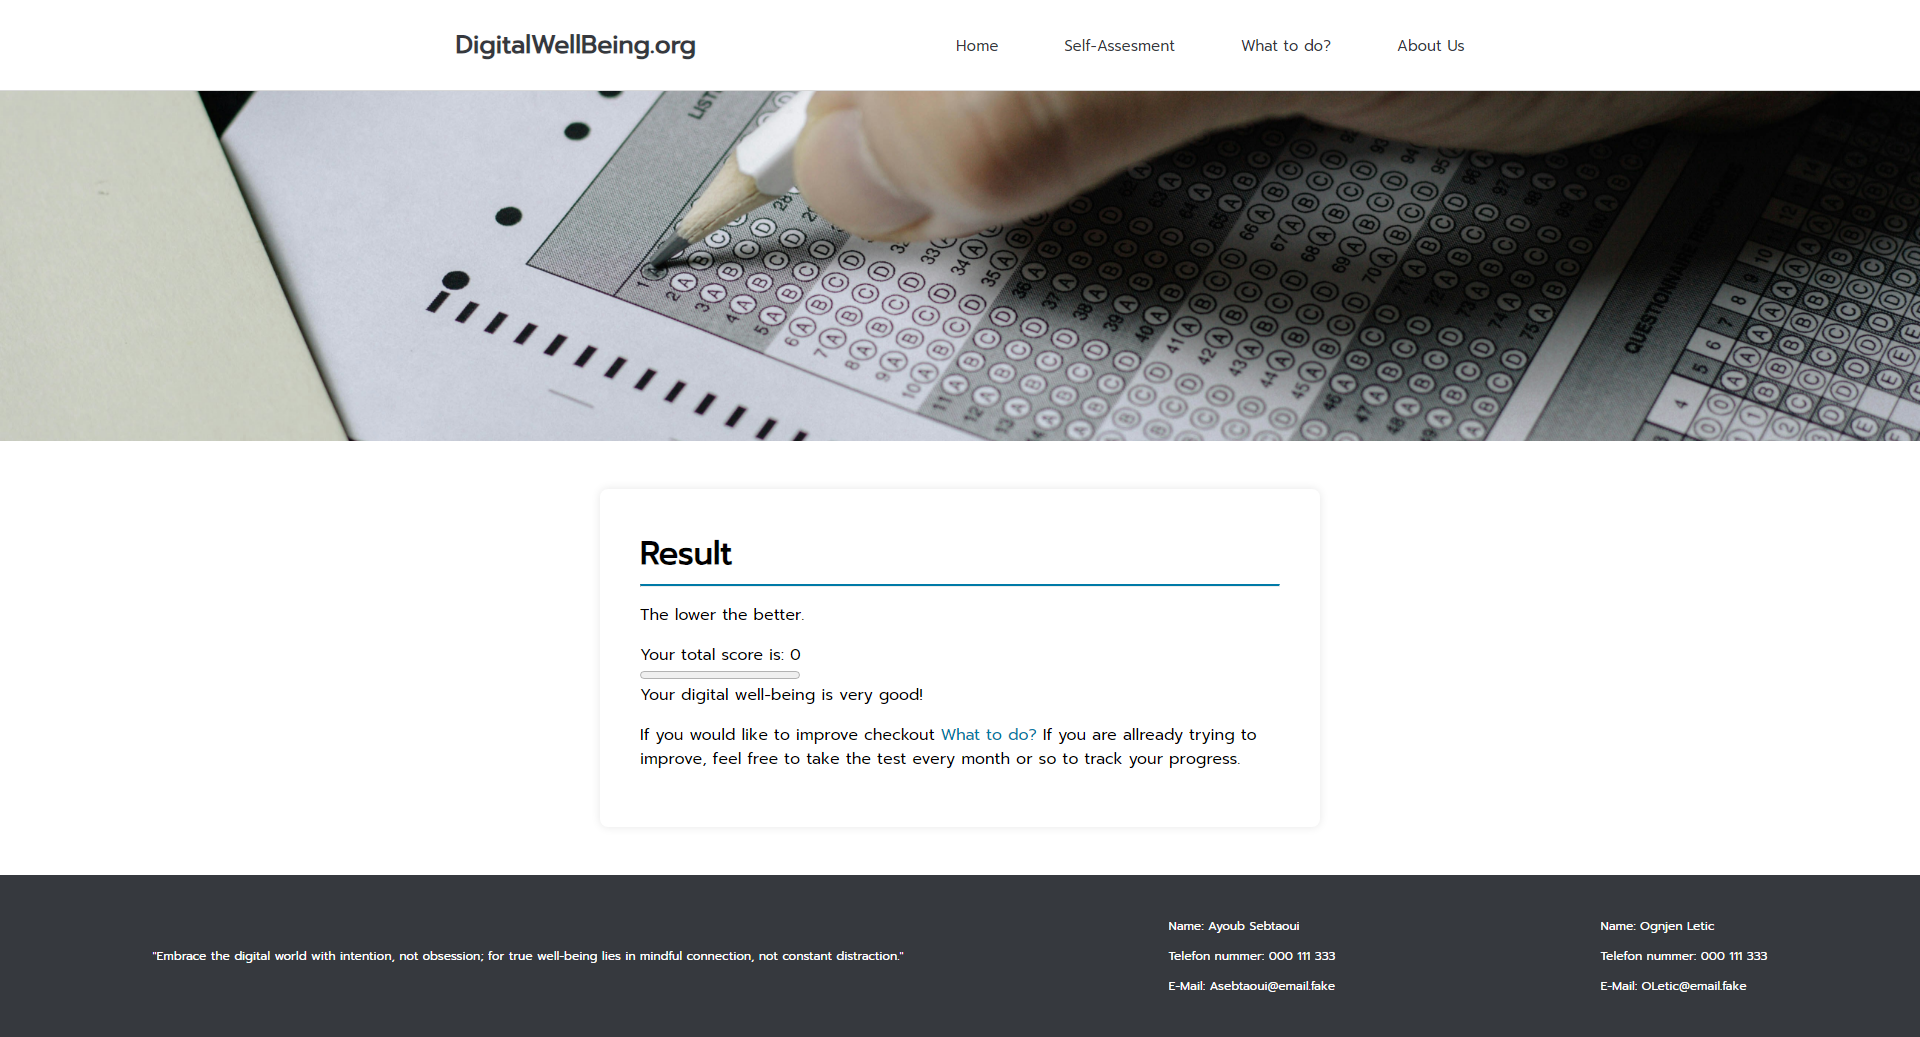 DigitalWellBeing.org
Home
Self-Assesment
What to do?
About Us
QUESTIONNAIRE
Result
The lower the better.
Your total score is: 0
Your digital well-being is very good!
If you would like to improve checkout What to do? If you are allready trying to
improve, feel free to take the test every month or so to track your progress.
"Embrace the digital world with intention, not obsession; for true well-being lies in mindful connection, not constant distraction."
Name: Ayoub Sebtaoui
Telefon nummer: 000 111 333
E-Mail: Asebtaoui@email.fake
Name: Ognjen Letic
Telefon nummer: 000 111 333
E-Mail: OLetic@email.fake